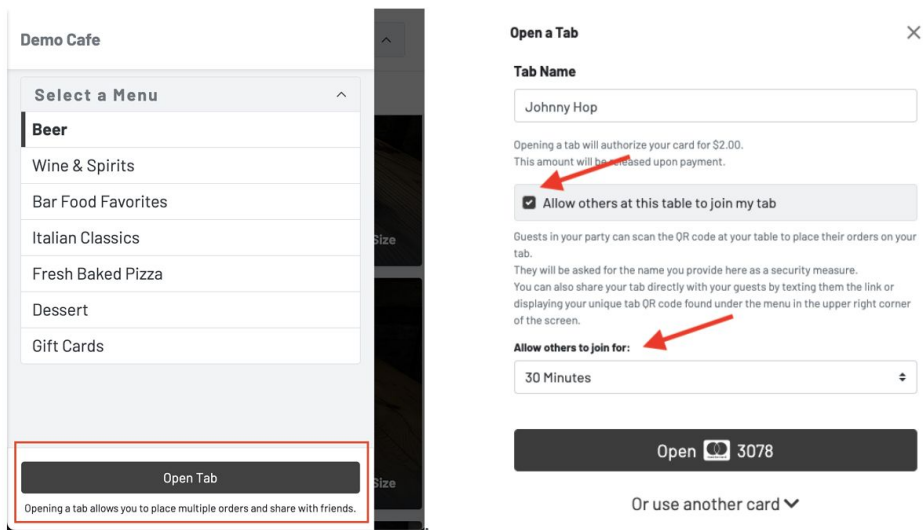 Demo Cafe
Select a Menu
Beer
Wine & Spirits
Bar Food Favorites
Italian Classics
Fresh Baked Pizza
Dessert
Gift Cards
Size
Size
Open Tab
Opening a tab allows you to place multiple orders and share with friends.
Open a Tab
Tab Name
Johnny Hop
Opening a tab will authorize your card for $2.00.
This amount will be released upon payment.
Allow others at this table to join my tab
Guests in your party can scan the QR code at your table to place their orders on your
tab.
They will be asked for the name you provide here as a security measure.
You can also share your tab directly with your guests by texting them the link or
displaying your unique tab QR code found under the menu in the upper right corner
of the screen.
Allow others to join for:
30 Minutes
Open 3078
Or use another card